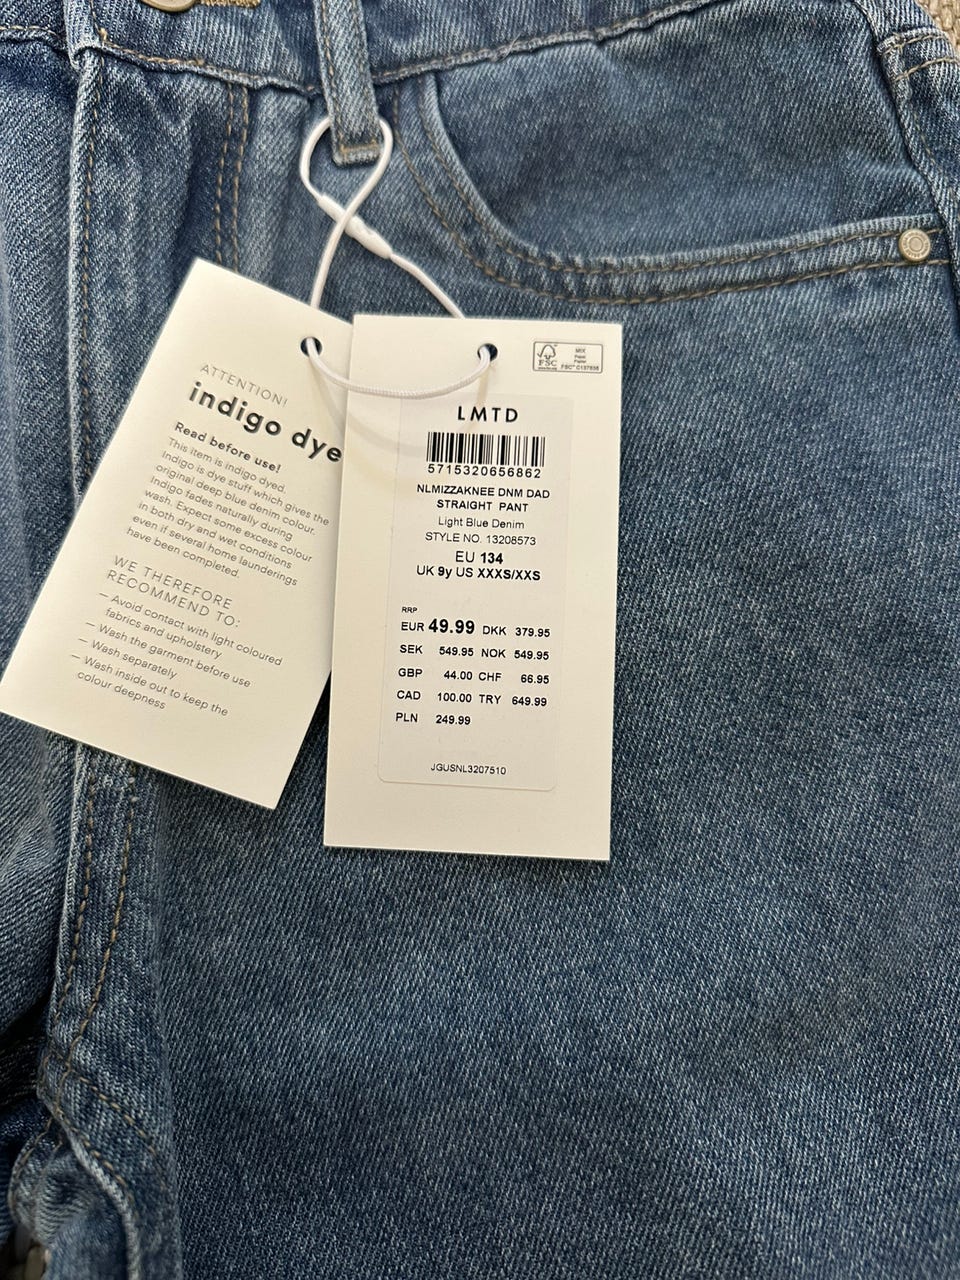 ATTENTION!
indigo dye
Read before use!
This item is indigo dyed.
Indigo is dye stuff which gives the
original deep blue denim colour.
Indigo fades naturally during
wash. Expect some excess colour
in both dry and wet conditions
even if several home launderings
have been completed.
WE THEREFORE
RECOMMEND TO:
– Avoid contact with light coloured
fabrics and upholstery
– Wash the garment before use
– Wash separately
– Wash inside out to keep the
colour deepness
FSC
MIX
Paper
FSC® C137838
LMTD
5715320656862
NLMIZZAKNEE DNM DAD
STRAIGHT PANT
Light Blue Denim
STYLE NO. 13208573
EU 134
UK 9y US XXXS/XXS
RRP
EUR 49.99 DKK 379.95
SEK 549.95 NOK 549.95
GBP 44.00 CHF 66.95
CAD 100.00 TRY 649.99
PLN 249.99
JGUSNL3207510